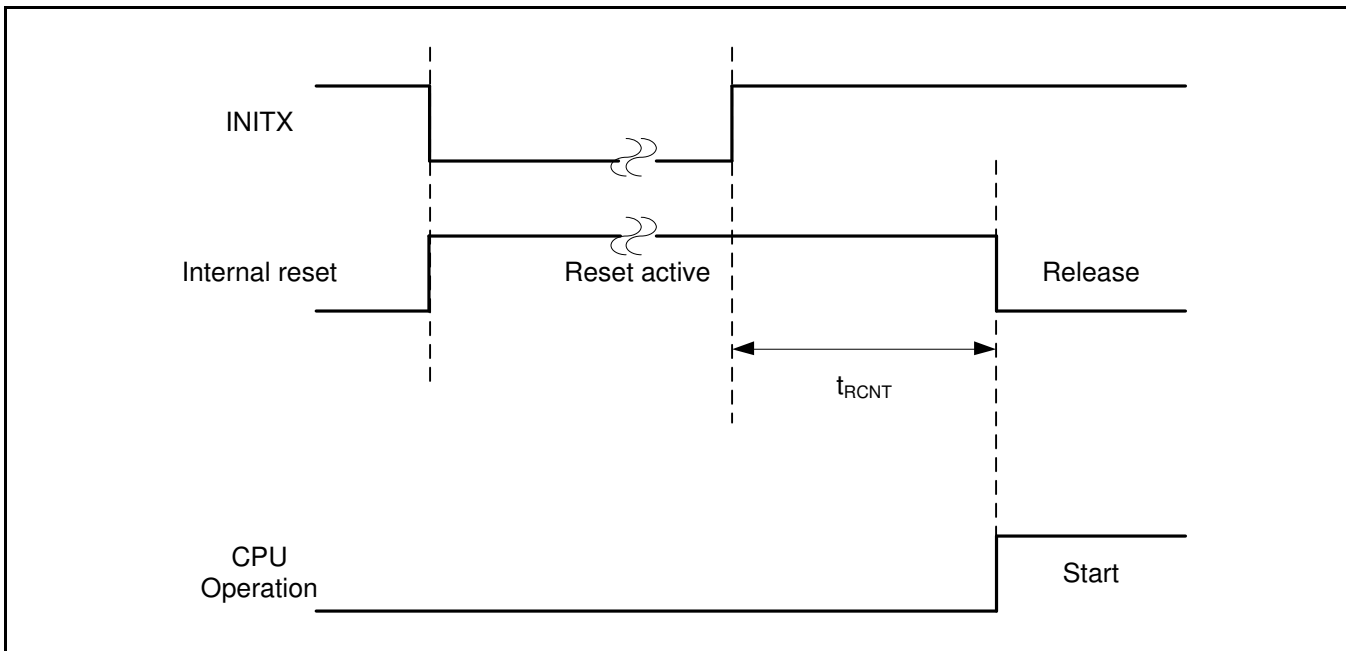 INITX
Internal reset
Reset active
Release
tRCNT
CPU
Operation
Start